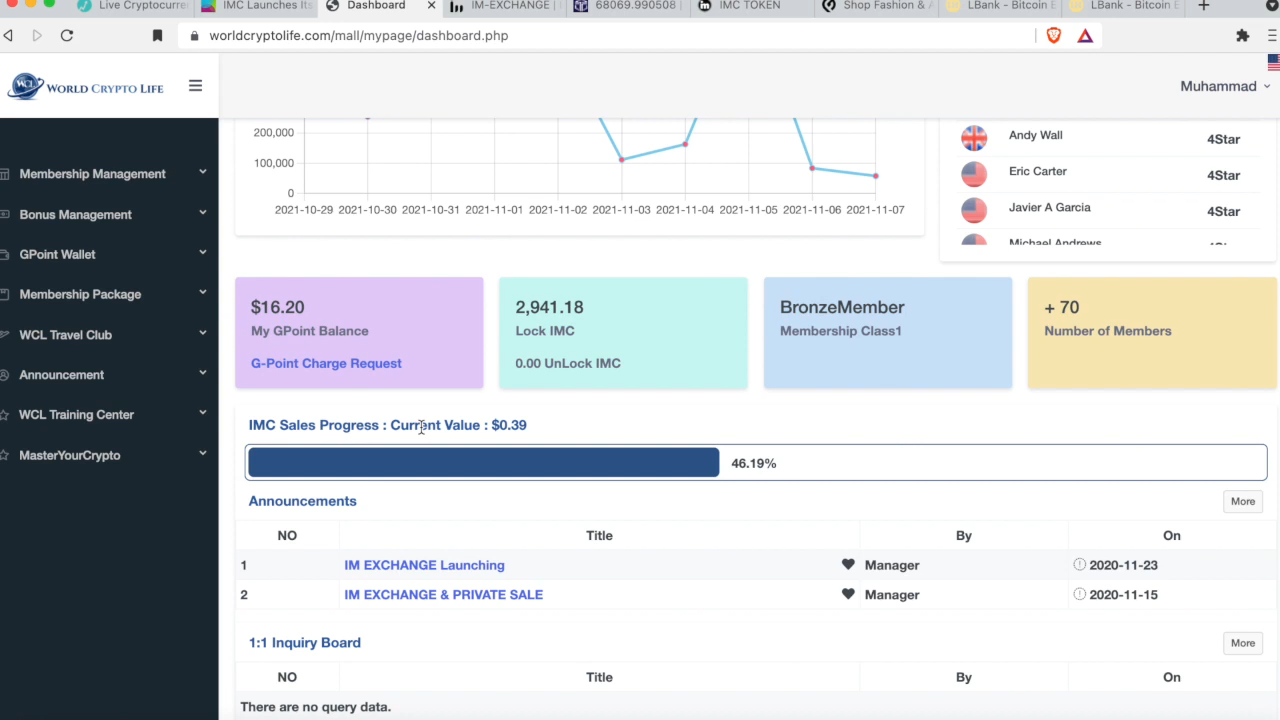 Live Cryptocurre
IMC Launches Its
Dashboard
IM-EXCHANGE |
68069.990508 |
IMC TOKEN
Shop Fashion & A
LBank - Bitcoin E
LBank - Bitcoin E
worldcryptolife.com/mall/mypage/dashboard.php
WCL WORLD CRYPTO LIFE
Muhammad
Membership Management
Bonus Management
GPoint Wallet
Membership Package
WCL Travel Club
Announcement
WCL Training Center
MasterYourCrypto
200,000
100,000
0
2021-10-29 2021-10-30 2021-10-31 2021-11-01 2021-11-02 2021-11-03 2021-11-04 2021-11-05 2021-11-06 2021-11-07
Andy Wall 4Star
Eric Carter 4Star
Javier A Garcia 4Star
Michael Andrews
$16.20
My GPoint Balance
G-Point Charge Request
2,941.18
Lock IMC
0.00 UnLock IMC
BronzeMember
Membership Class1
+ 70
Number of Members
IMC Sales Progress : Current Value : $0.39
46.19%
Announcements
More
NO Title By On
1 IM EXCHANGE Launching Manager 2020-11-23
2 IM EXCHANGE & PRIVATE SALE Manager 2020-11-15
1:1 Inquiry Board
More
NO Title By On
There are no query data.